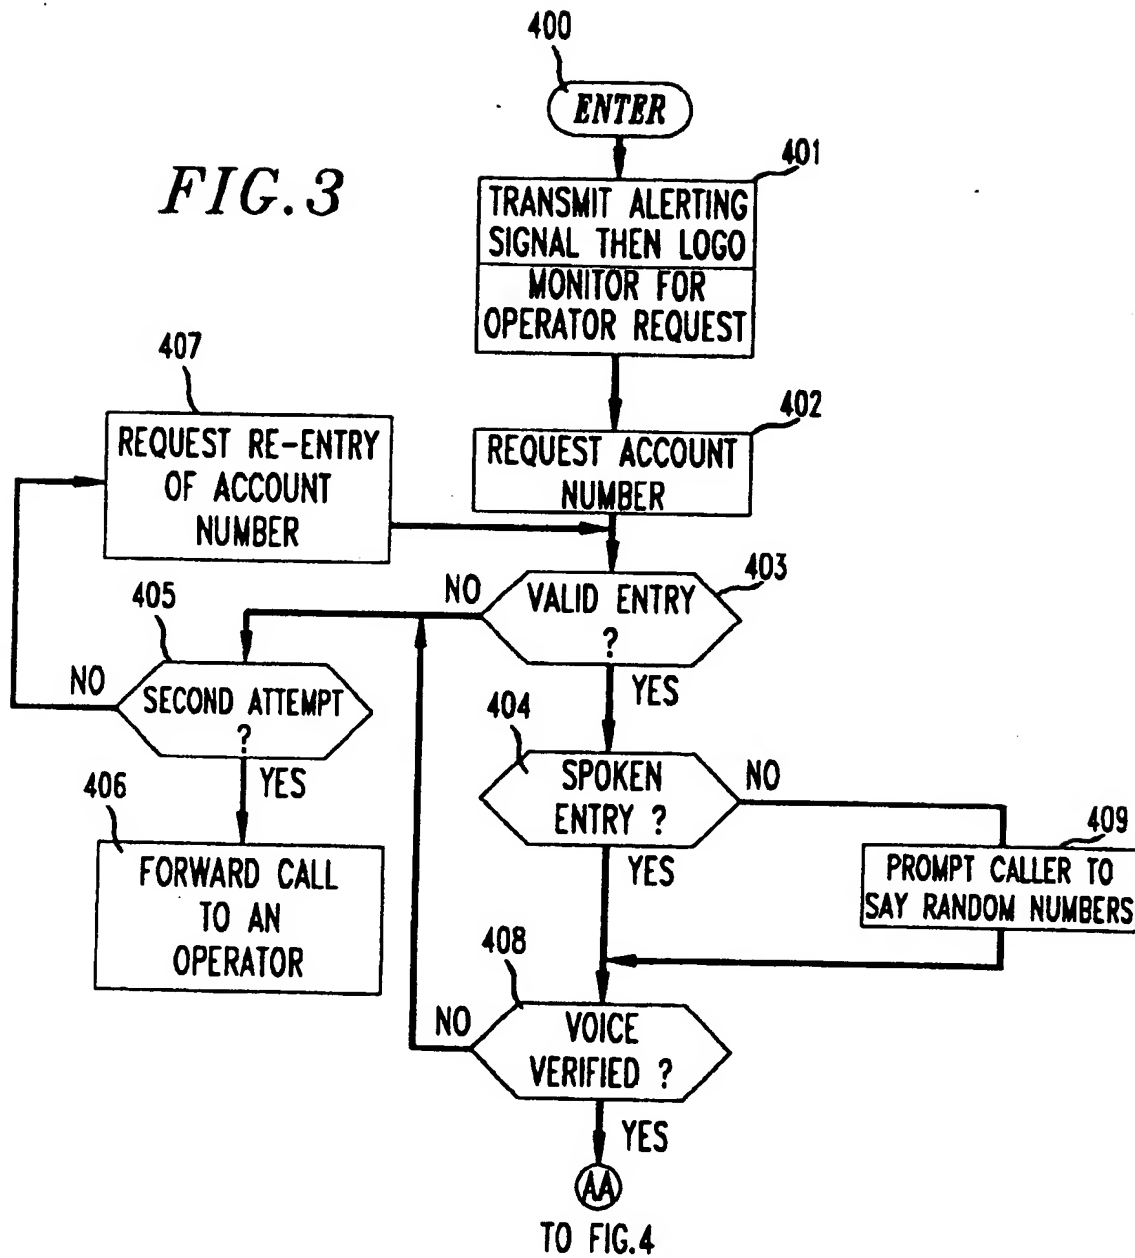 400
ENTER
FIG.3
401
TRANSMIT ALERTING
SIGNAL THEN LOGO
MONITOR FOR
OPERATOR REQUEST
407
REQUEST RE-ENTRY
OF ACCOUNT
NUMBER
402
REQUEST ACCOUNT
NUMBER
403
VALID ENTRY
?
NO
YES
405
SECOND ATTEMPT
?
NO
YES
406
FORWARD CALL
TO AN
OPERATOR
404
SPOKEN
ENTRY ?
NO
YES
409
PROMPT CALLER TO
SAY RANDOM NUMBERS
408
VOICE
VERIFIED ?
NO
YES
AA
TO FIG.4